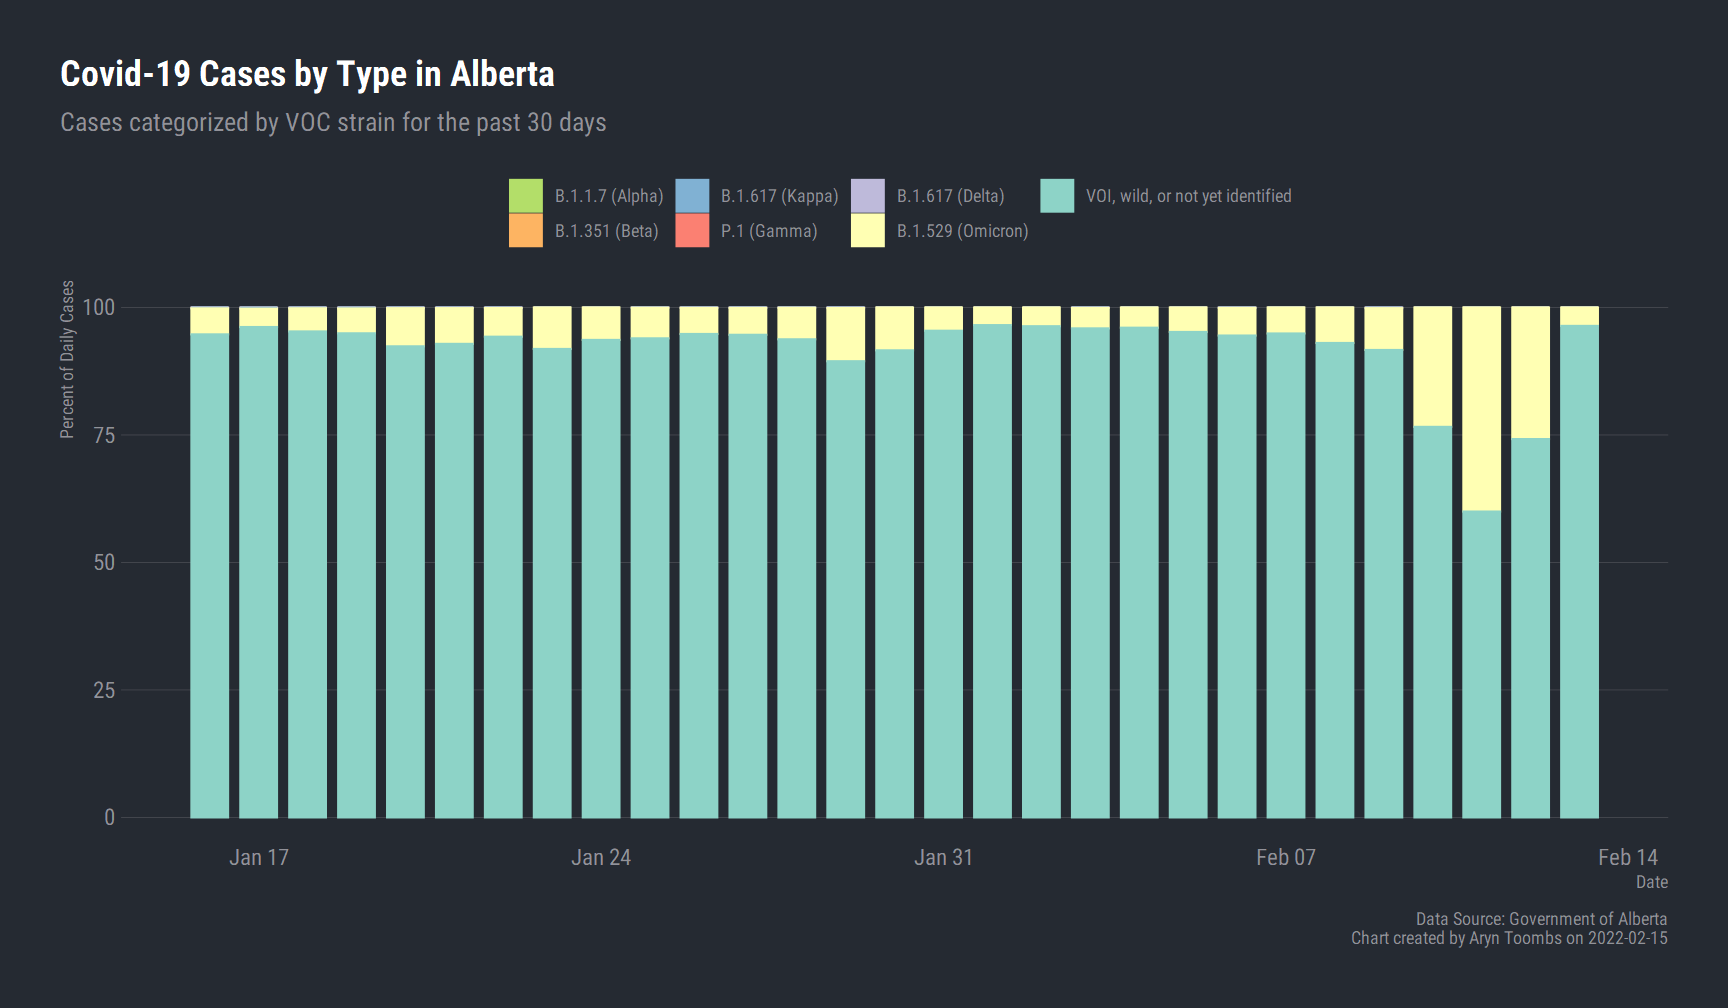 Covid-19 Cases by Type in Alberta
Cases categorized by VOC strain for the past 30 days
B.1.1.7 (Alpha) B.1.617 (Kappa) B.1.617 (Delta) VOI, wild, or not yet identified
B.1.351 (Beta) P.1 (Gamma) B.1.529 (Omicron)
Percent of Daily Cases
100
75
50
25
0
Jan 17 Jan 24 Jan 31 Feb 07 Feb 14
Date
Data Source: Government of Alberta
Chart created by Aryn Toombs on 2022-02-15